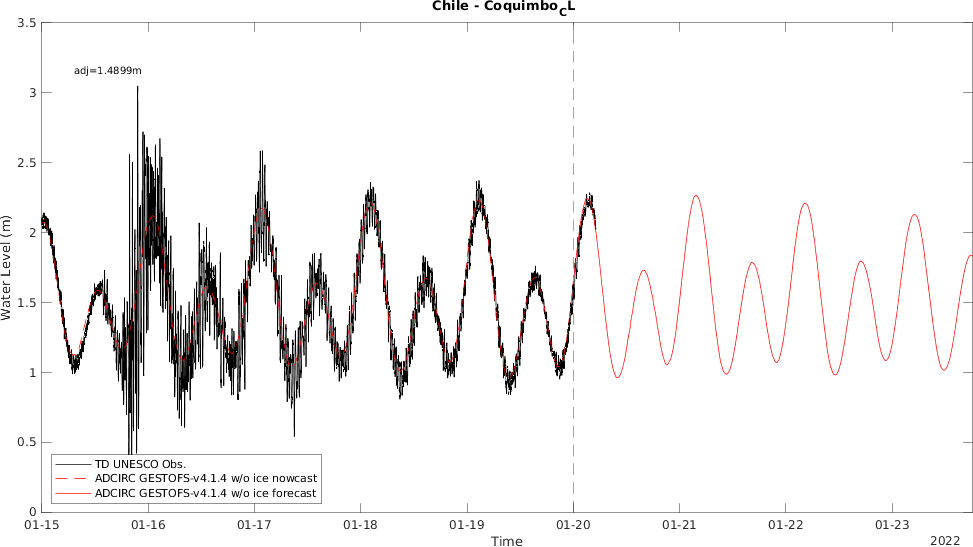 Chile - Coquimbo_CL
3.5
adj=1.4899m
3
2.5
2
1.5
1
0.5
0
Water Level (m)
TD UNESCO Obs.
ADCIRC GESTOFS-v4.1.4 w/o ice nowcast
ADCIRC GESTOFS-v4.1.4 w/o ice forecast
01-15 01-16 01-17 01-18 01-19 01-20 01-21 01-22 01-23
Time
2022